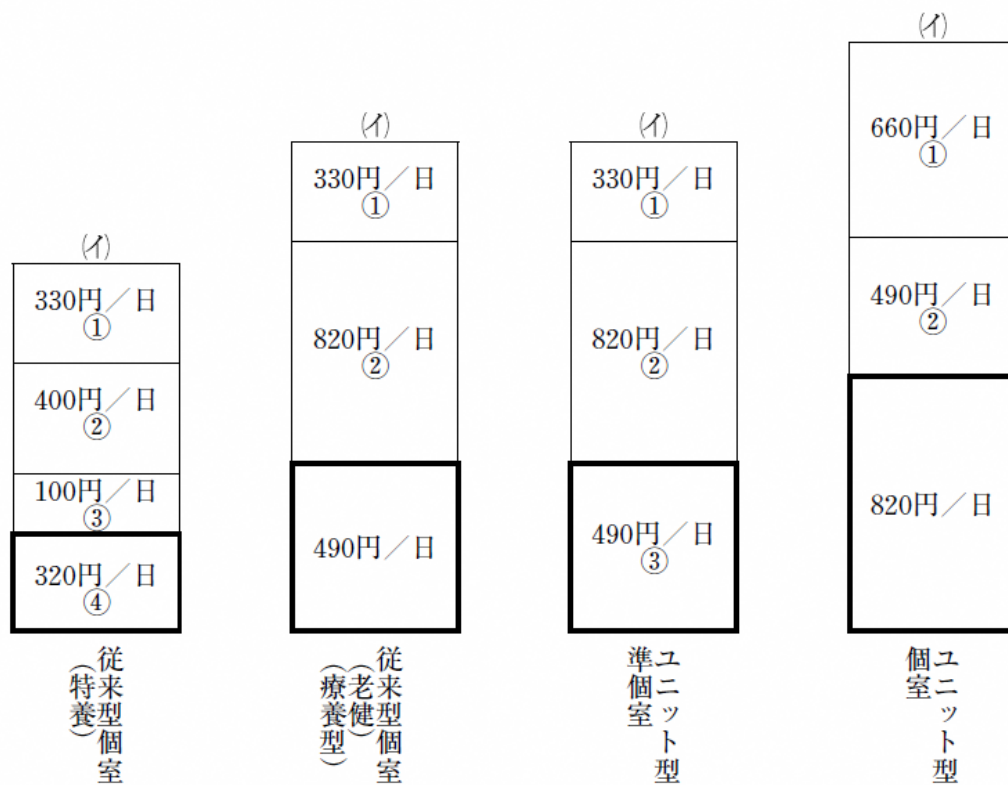 (イ)
330円／日
①
400円／日
②
100円／日
③
320円／日
④
従来型個室
(特養)
(イ)
330円／日
①
820円／日
②
490円／日
従来型個室
(老健)
(療養型)
(イ)
330円／日
①
820円／日
②
490円／日
③
ユニット型
準個室
(イ)
660円／日
①
490円／日
②
820円／日
ユニット型
個室